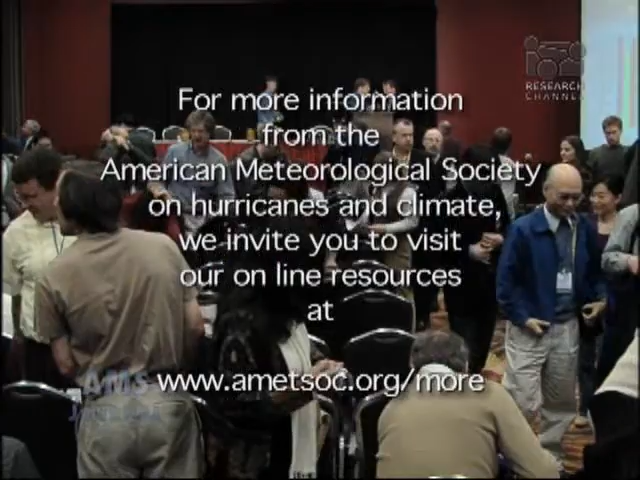 RESEARCH
CHANNEL
For more information
from the
American Meteorological Society
on hurricanes and climate,
we invite you to visit
our on line resources
at
www.ametsoc.org/more
AMS